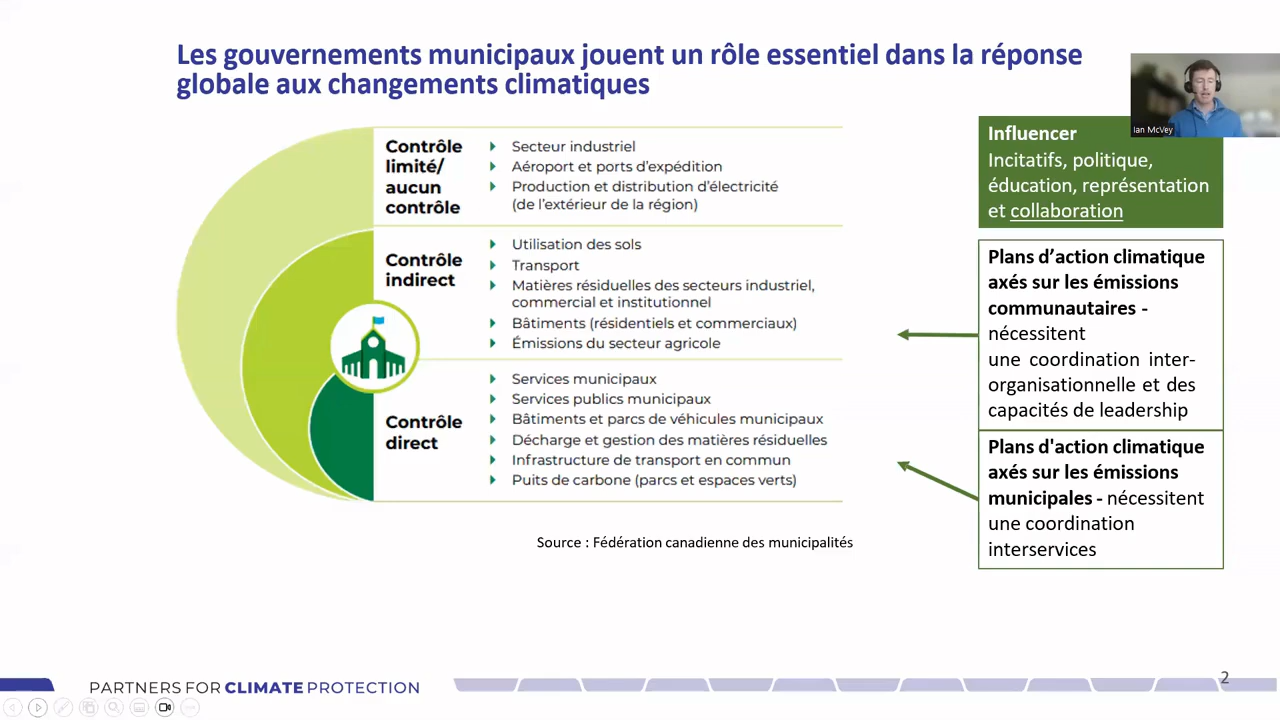 Les gouvernements municipaux jouent un rôle essentiel dans la réponse
globale aux changements climatiques
Ian McVey
Contrôle
limité/
aucun
contrôle
Secteur industriel
Aéroport et ports d'expédition
Production et distribution d'électricité
(de l'extérieur de la région)
Contrôle
indirect
Utilisation des sols
Transport
Matières résiduelles des secteurs industriel,
commercial et institutionnel
Bâtiments (résidentiels et commerciaux)
Émissions du secteur agricole
Contrôle
direct
Services municipaux
Services publics municipaux
Bâtiments et parcs de véhicules municipaux
Décharge et gestion des matières résiduelles
Infrastructure de transport en commun
Puits de carbone (parcs et espaces verts)
Source : Fédération canadienne des municipalités
Influencer
Incitatifs, politique,
éducation, représentation
et collaboration
Plans d’action climatique
axés sur les émissions
communautaires -
nécessitent
une coordination inter-
organisationnelle et des
capacités de leadership
Plans d'action climatique
axés sur les émissions
municipales - nécessitent
une coordination
interservices
PARTNERS FOR CLIMATE PROTECTION
2